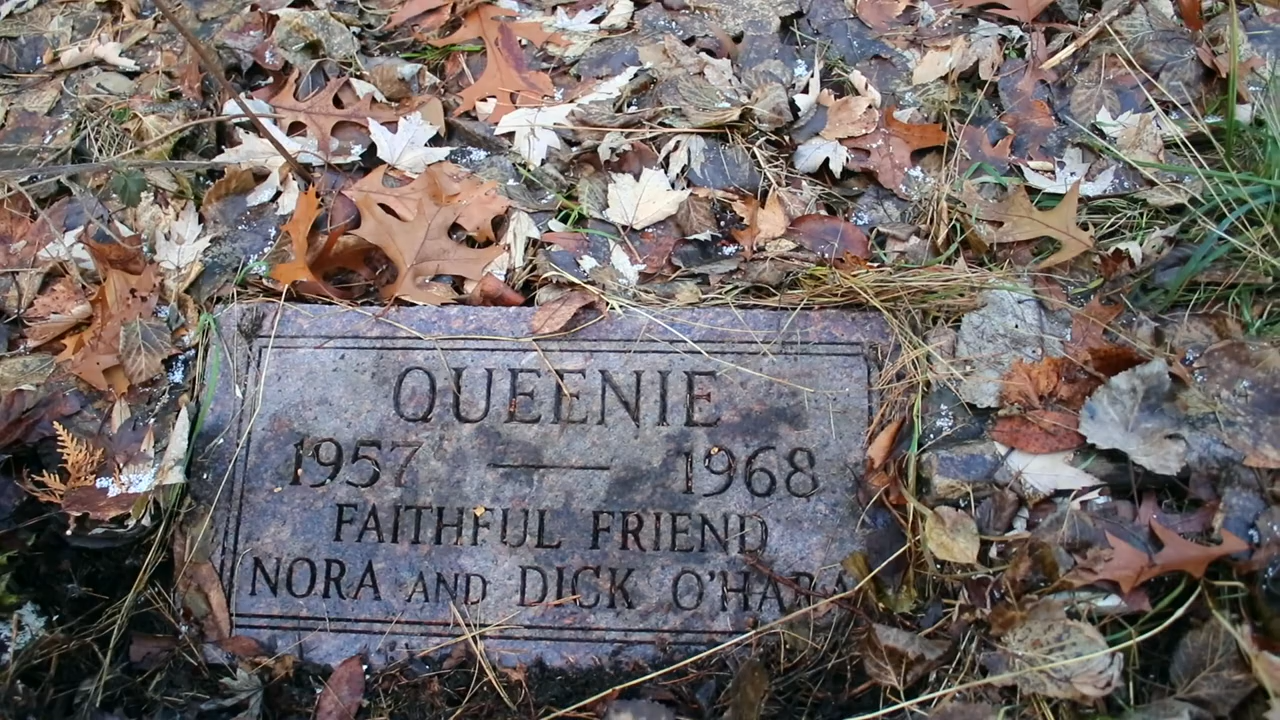 QUEENIE
1957 — 1968
FAITHFUL FRIEND
NORA AND DICK O'HARA